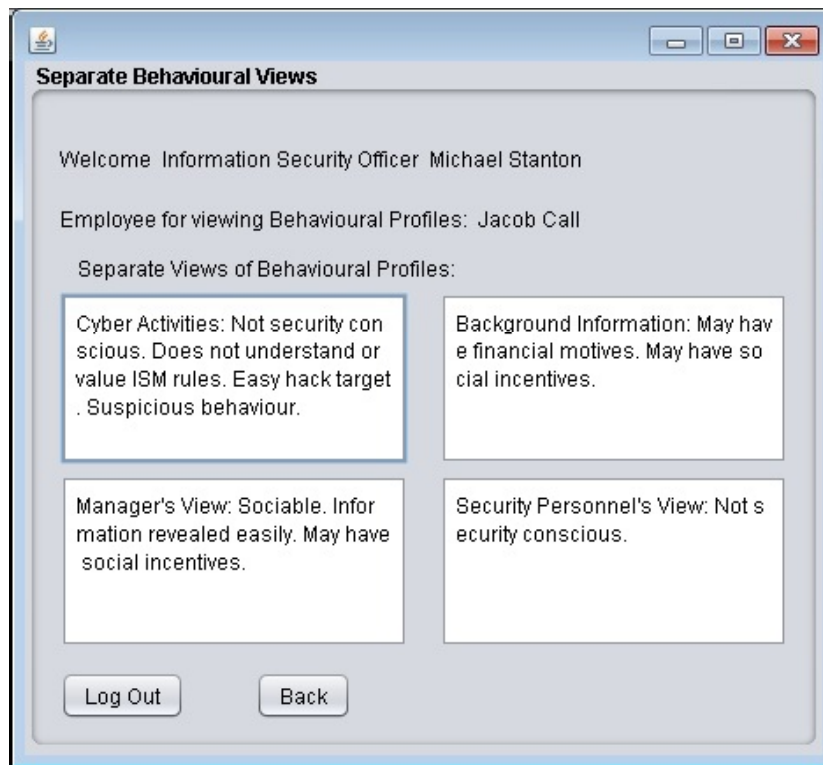 Separate Behavioural Views
Welcome Information Security Officer Michael Stanton
Employee for viewing Behavioural Profiles: Jacob Call
Separate Views of Behavioural Profiles:
Cyber Activities: Not security con
scious. Does not understand or
value ISM rules. Easy hack target
. Suspicious behaviour.
Background Information: May hav
e financial motives. May have so
cial incentives.
Manager's View: Sociable. Infor
mation revealed easily. May have
social incentives.
Security Personnel's View: Not s
ecurity conscious.
Log Out
Back